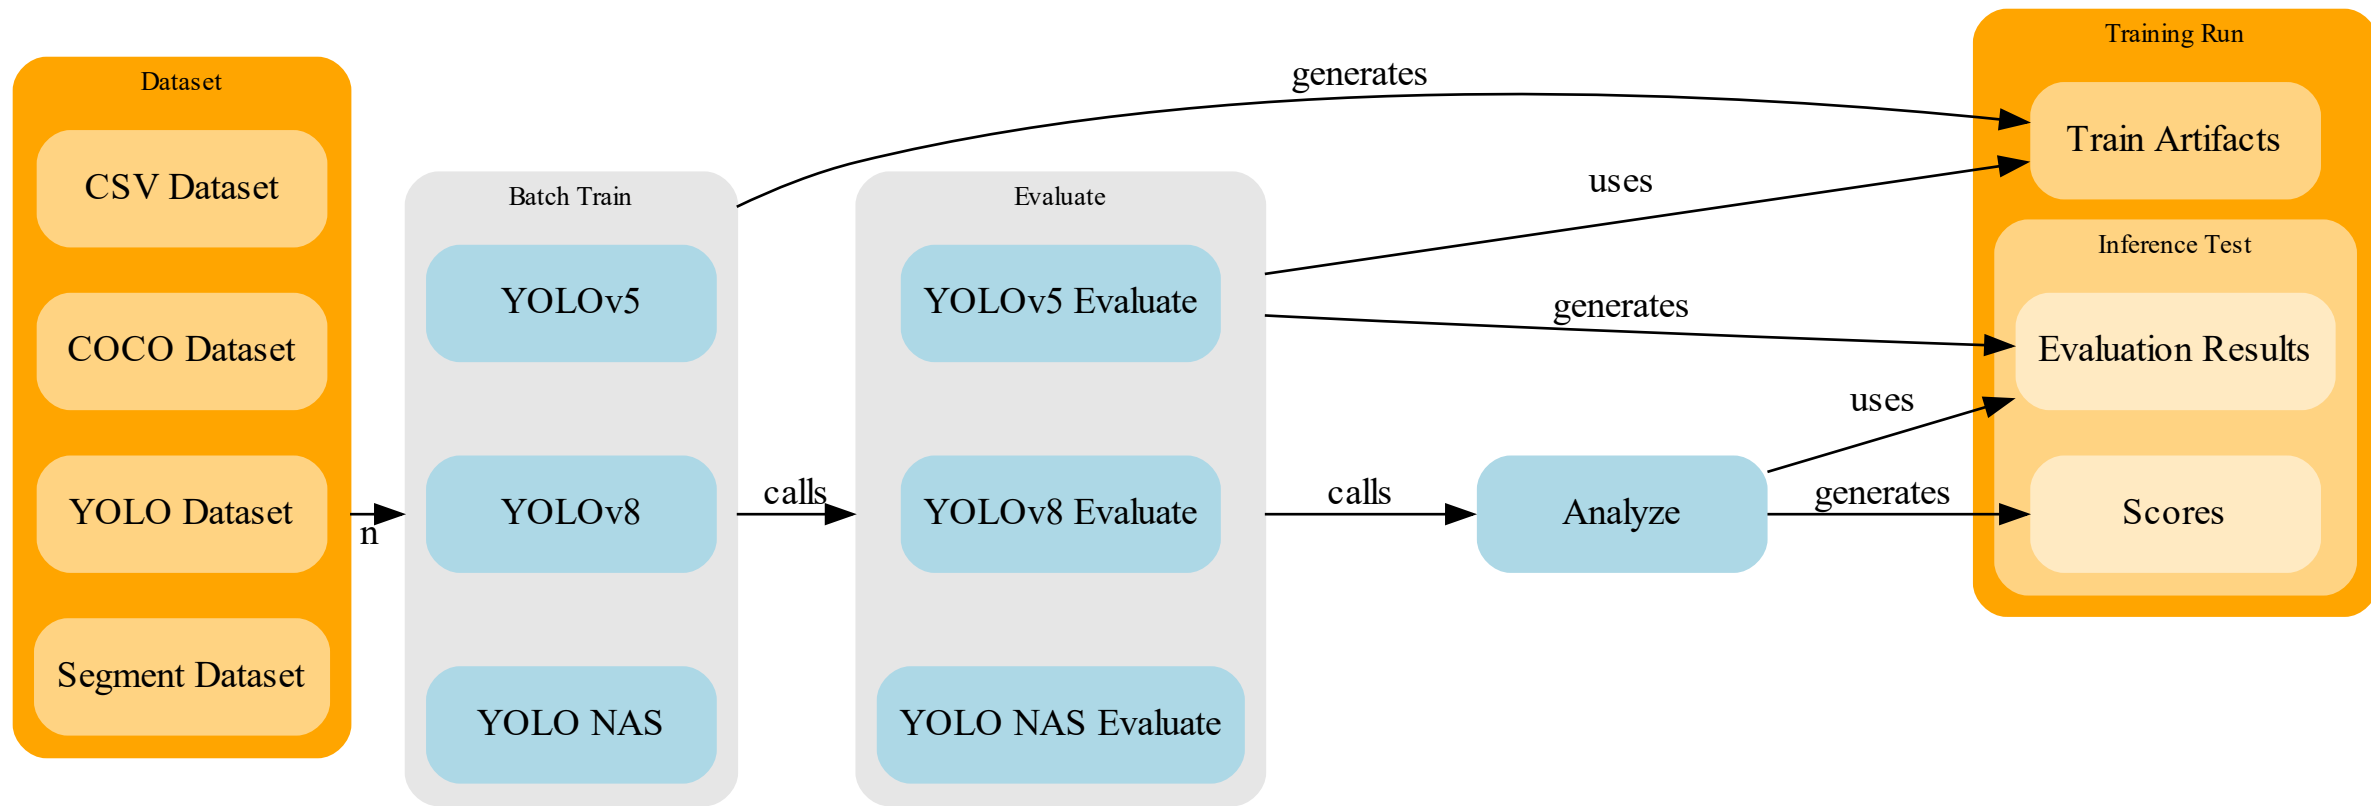 Dataset
CSV Dataset
COCO Dataset
YOLO Dataset
Segment Dataset
n
Batch Train
YOLOv5
YOLOv8
YOLO NAS
calls
Evaluate
YOLOv5 Evaluate
YOLOv8 Evaluate
YOLO NAS Evaluate
generates
uses
generates
calls
Analyze
uses
generates
Training Run
Train Artifacts
Inference Test
Evaluation Results
Scores